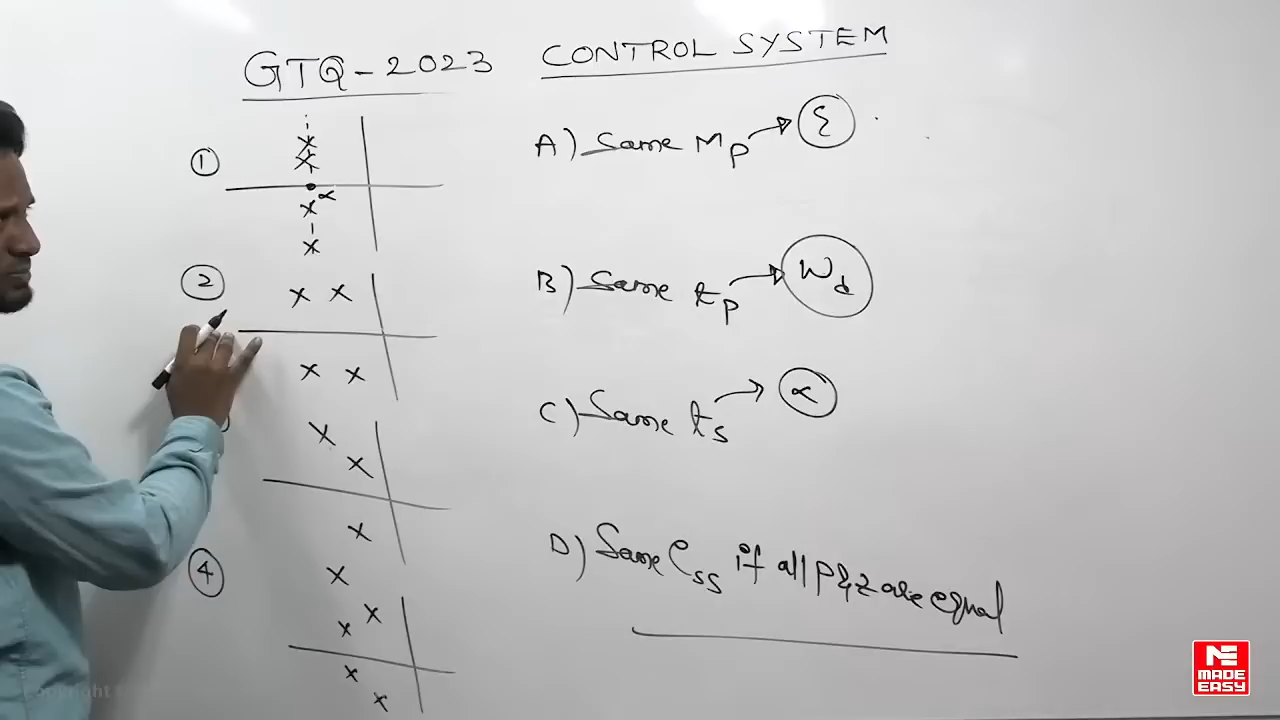 GTQ - 2023 CONTROL SYSTEM
①
α
A) Same Mp → ξ
②
B) Same tp → ωd
C) Same ts → α
④
D) Same ess if all P & z are equal
ME
MADE
EASY